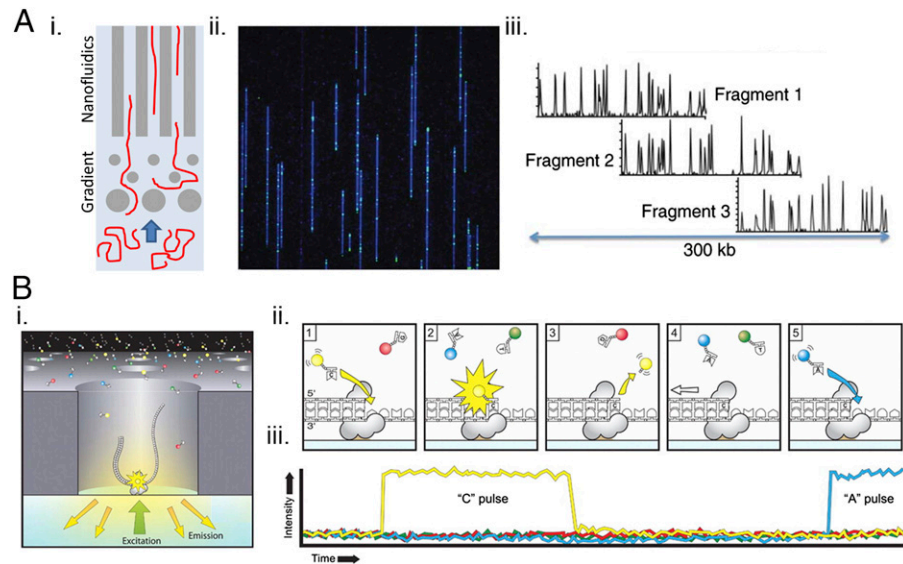 A
i.
Nanofluidics
Gradient
ii.
iii.
Fragment 1
Fragment 2
Fragment 3
300 kb
B
i.
Excitation
Emission
ii.
1
C
G
5'
3'
2
A
T
C
3
G
C
4
A
T
C
5
A
C
iii.
Intensity
"C" pulse
"A" pulse
Time